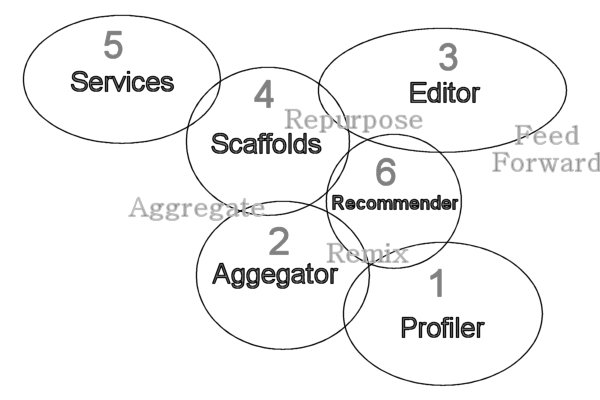 5
Services
3
Editor
4
Scaffolds
Repurpose
Feed
Forward
6
Recommender
Aggregate
2
Aggegator
Remix
1
Profiler